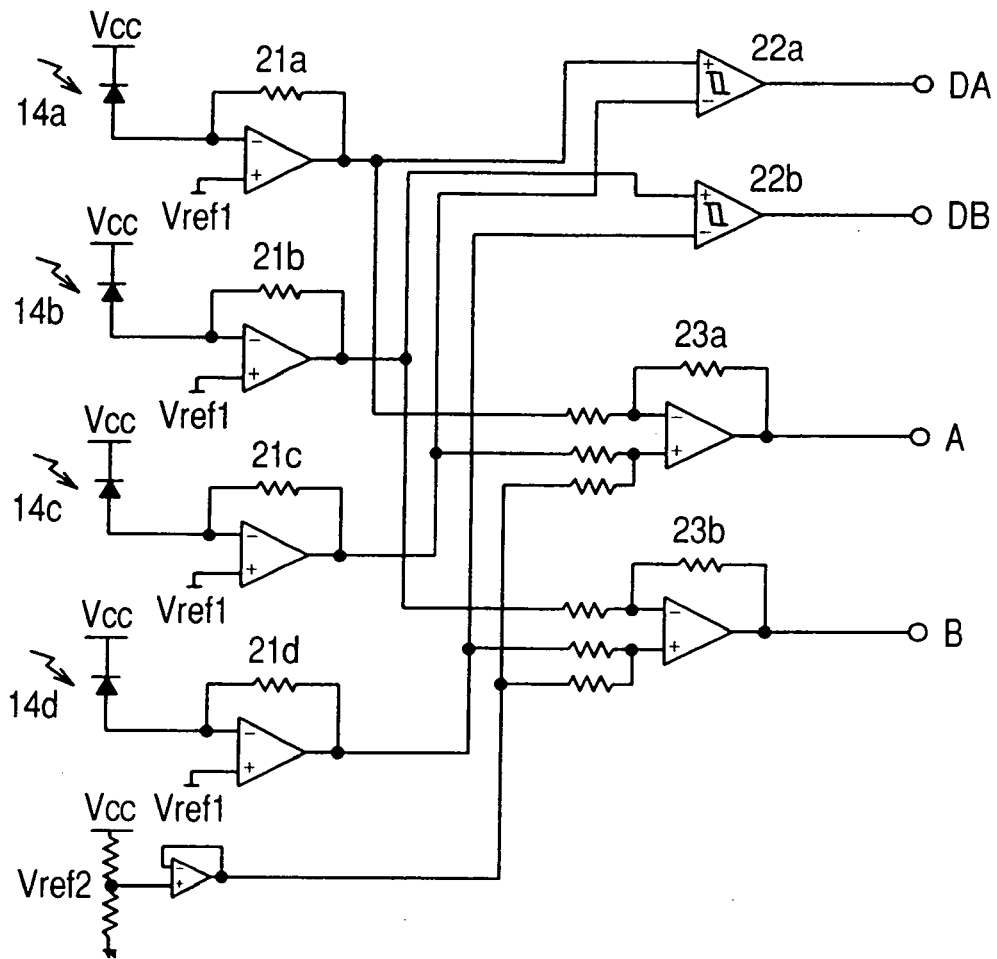 Vcc
14a
21a
Vref1
22a
DA
Vcc
14b
21b
Vref1
22b
DB
Vcc
14c
21c
Vref1
23a
A
Vcc
14d
21d
Vref1
23b
B
Vcc
Vref2